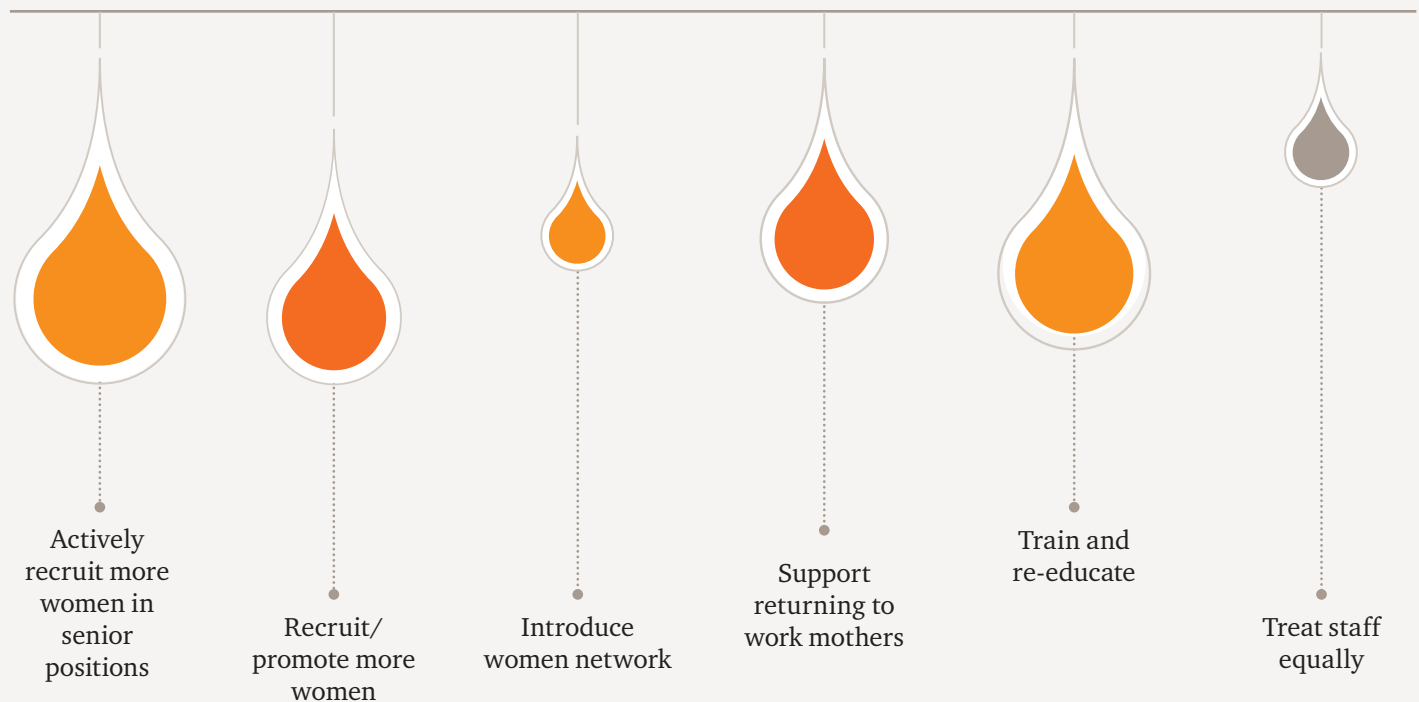 Actively
recruit more
women in
senior
positions
Recruit/
promote more
women
Introduce
women network
Support
returning to
work mothers
Train and
re-educate
Treat staff
equally